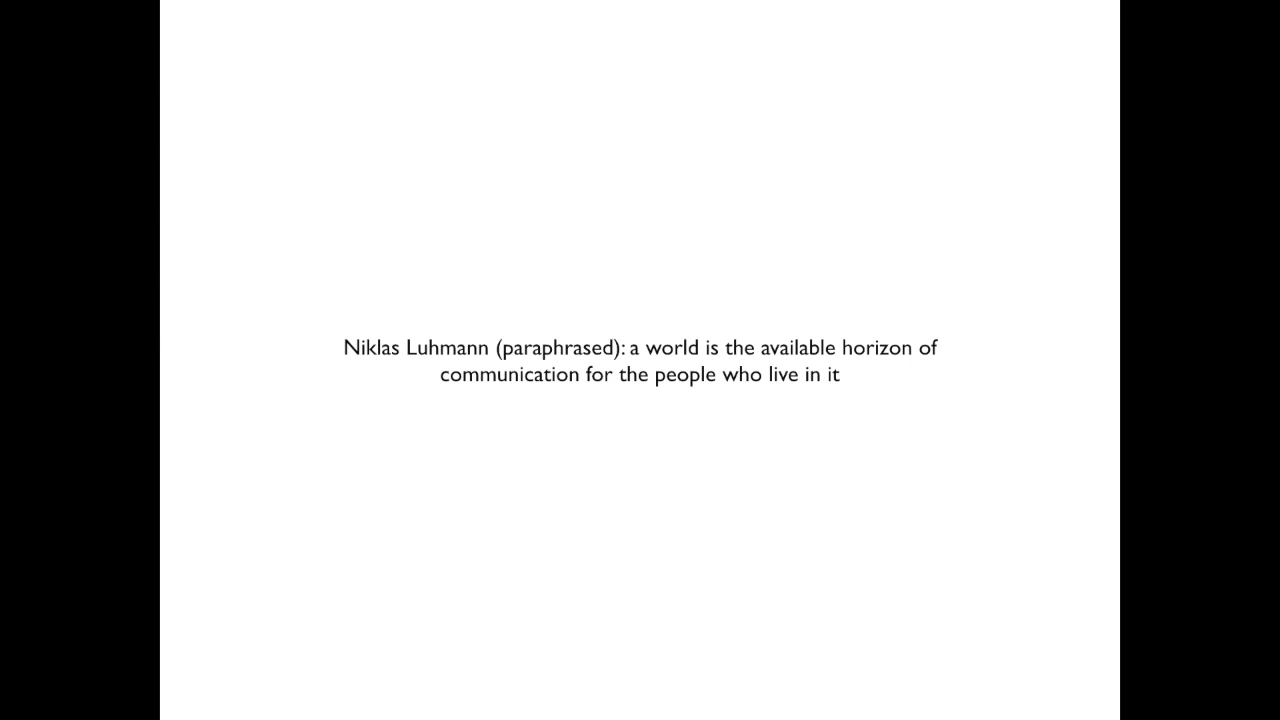 Niklas Luhmann (paraphrased): a world is the available horizon of
communication for the people who live in it